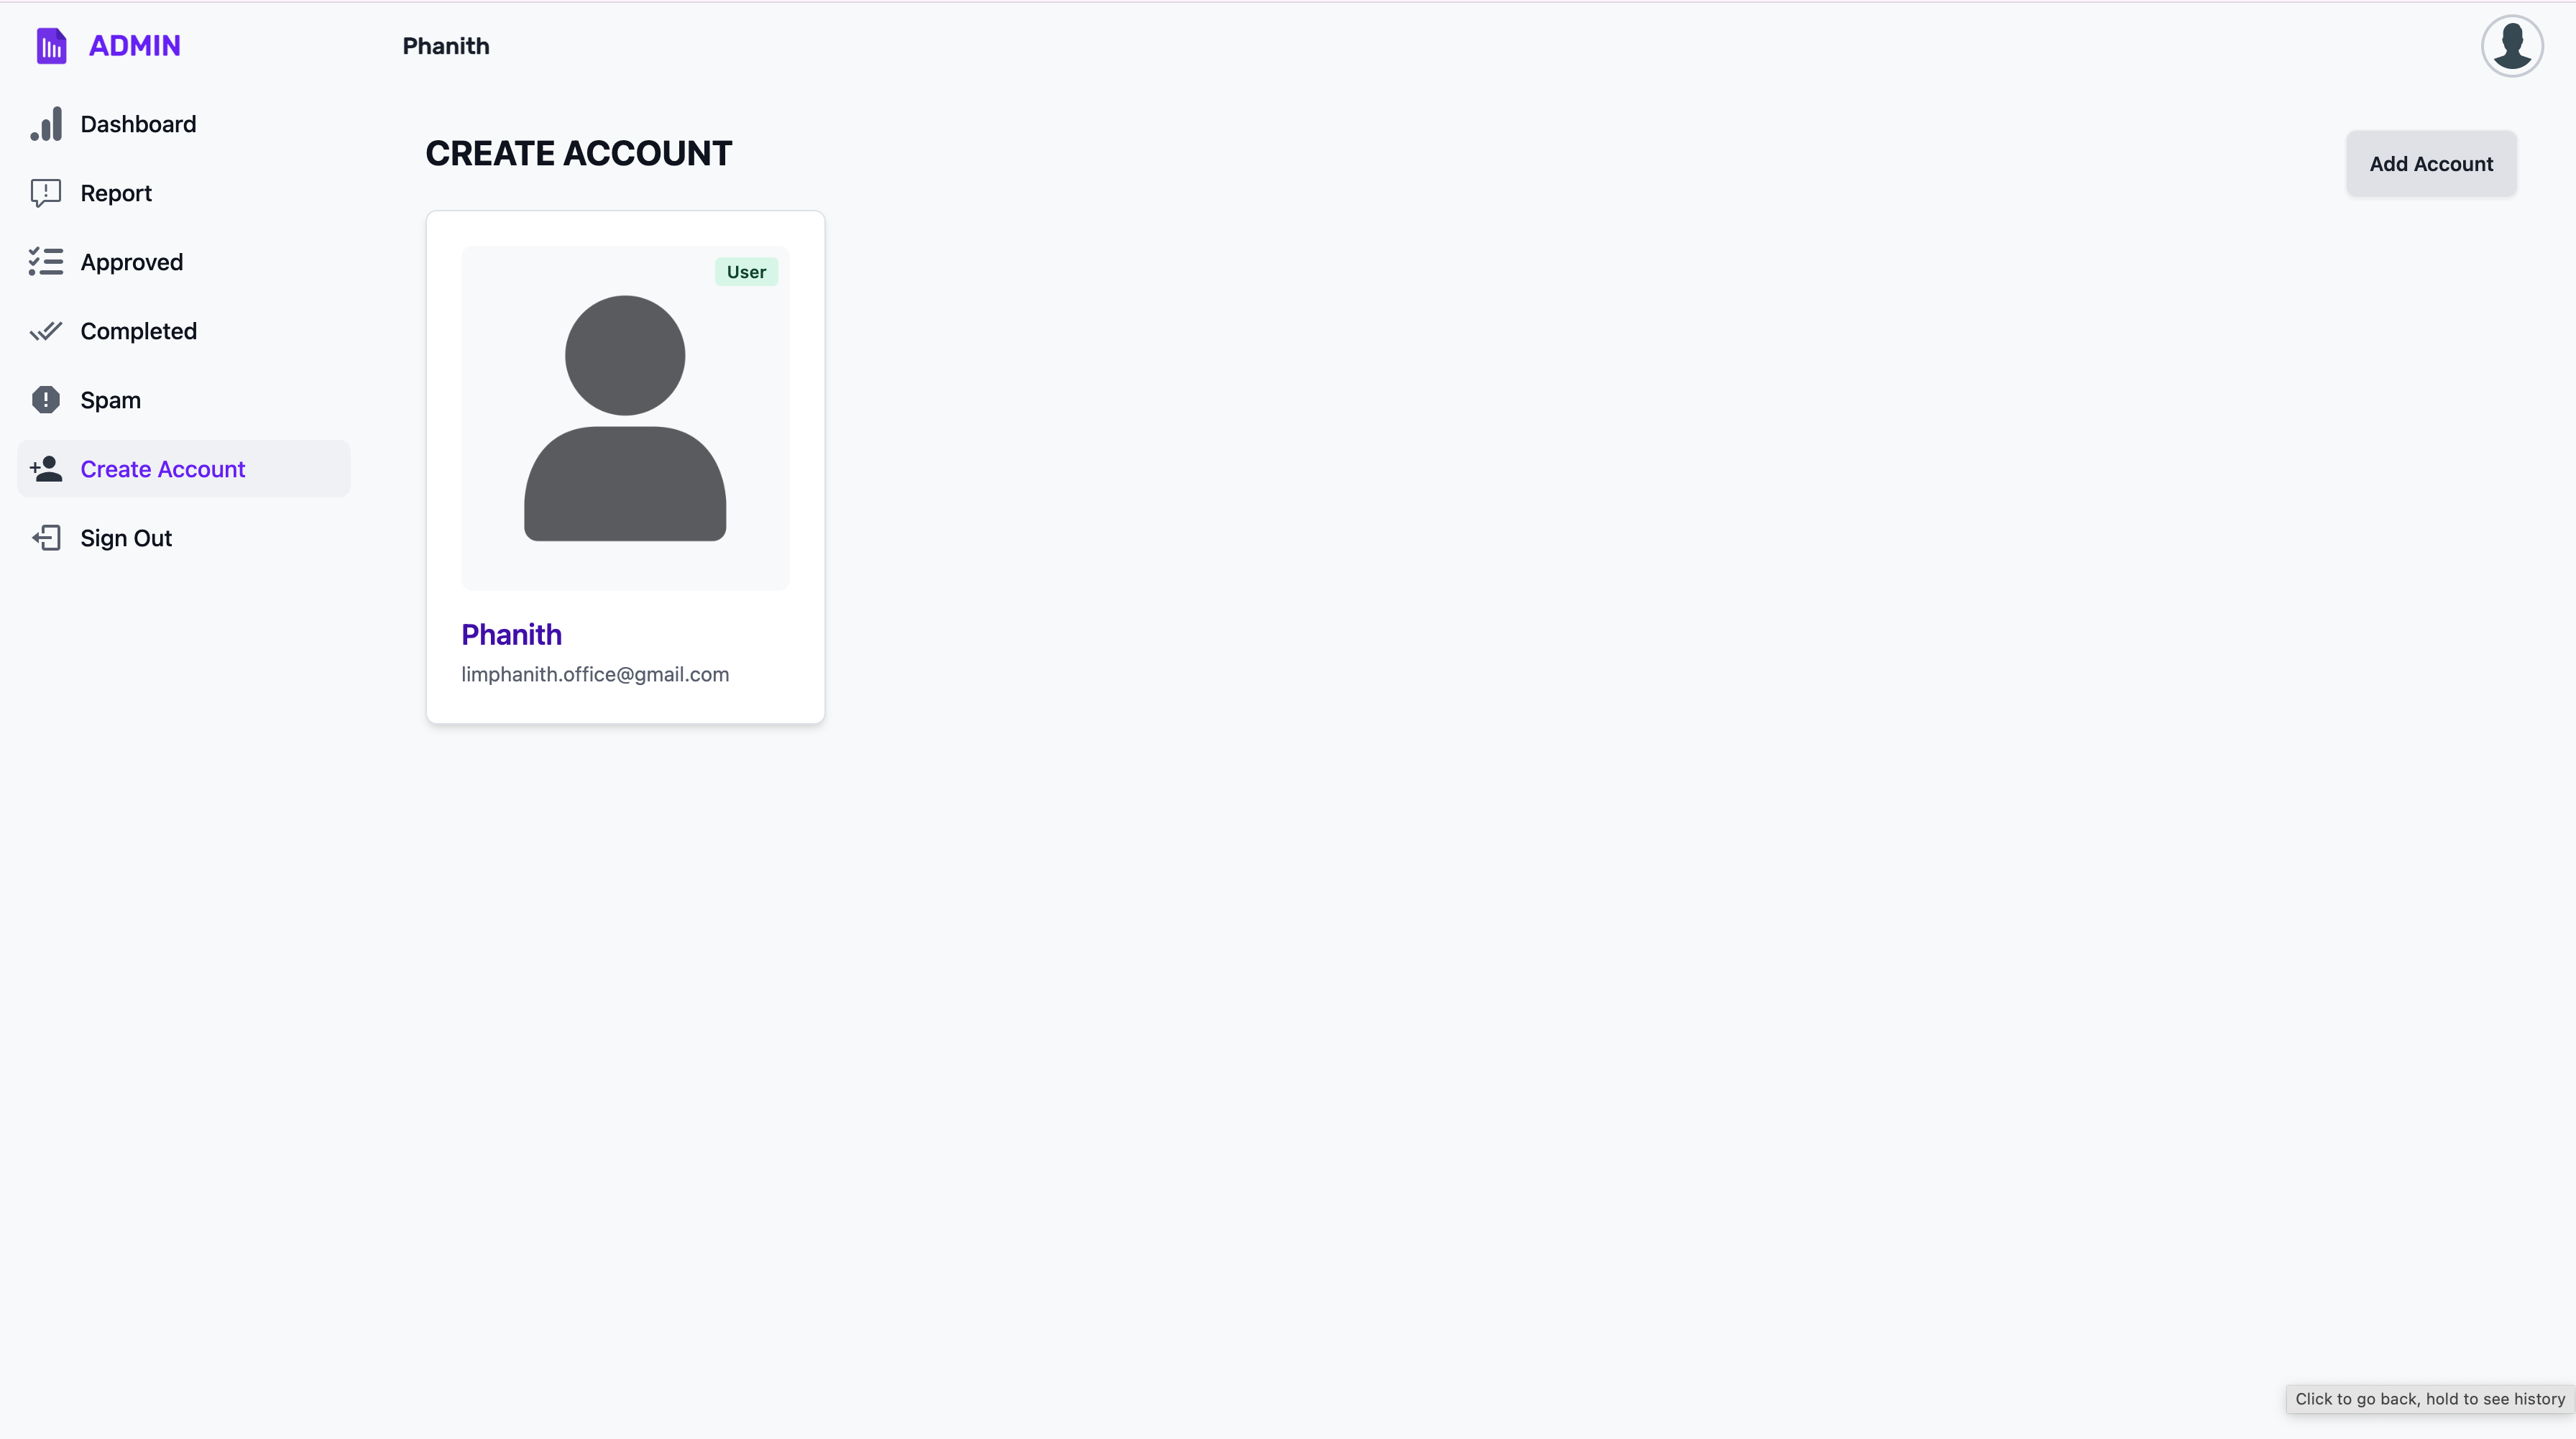 ADMIN
Phanith
Dashboard
Report
Approved
Completed
Spam
Create Account
Sign Out
CREATE ACCOUNT
Add Account
User
Phanith
limphanith.office@gmail.com
Click to go back, hold to see history